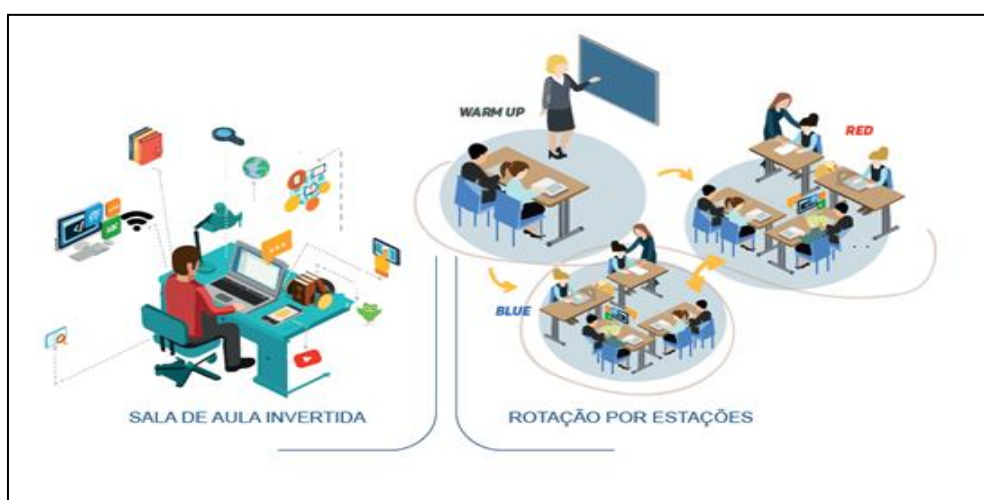 WARM UP
RED
BLUE
SALA DE AULA INVERTIDA
ROTAÇÃO POR ESTAÇÕES